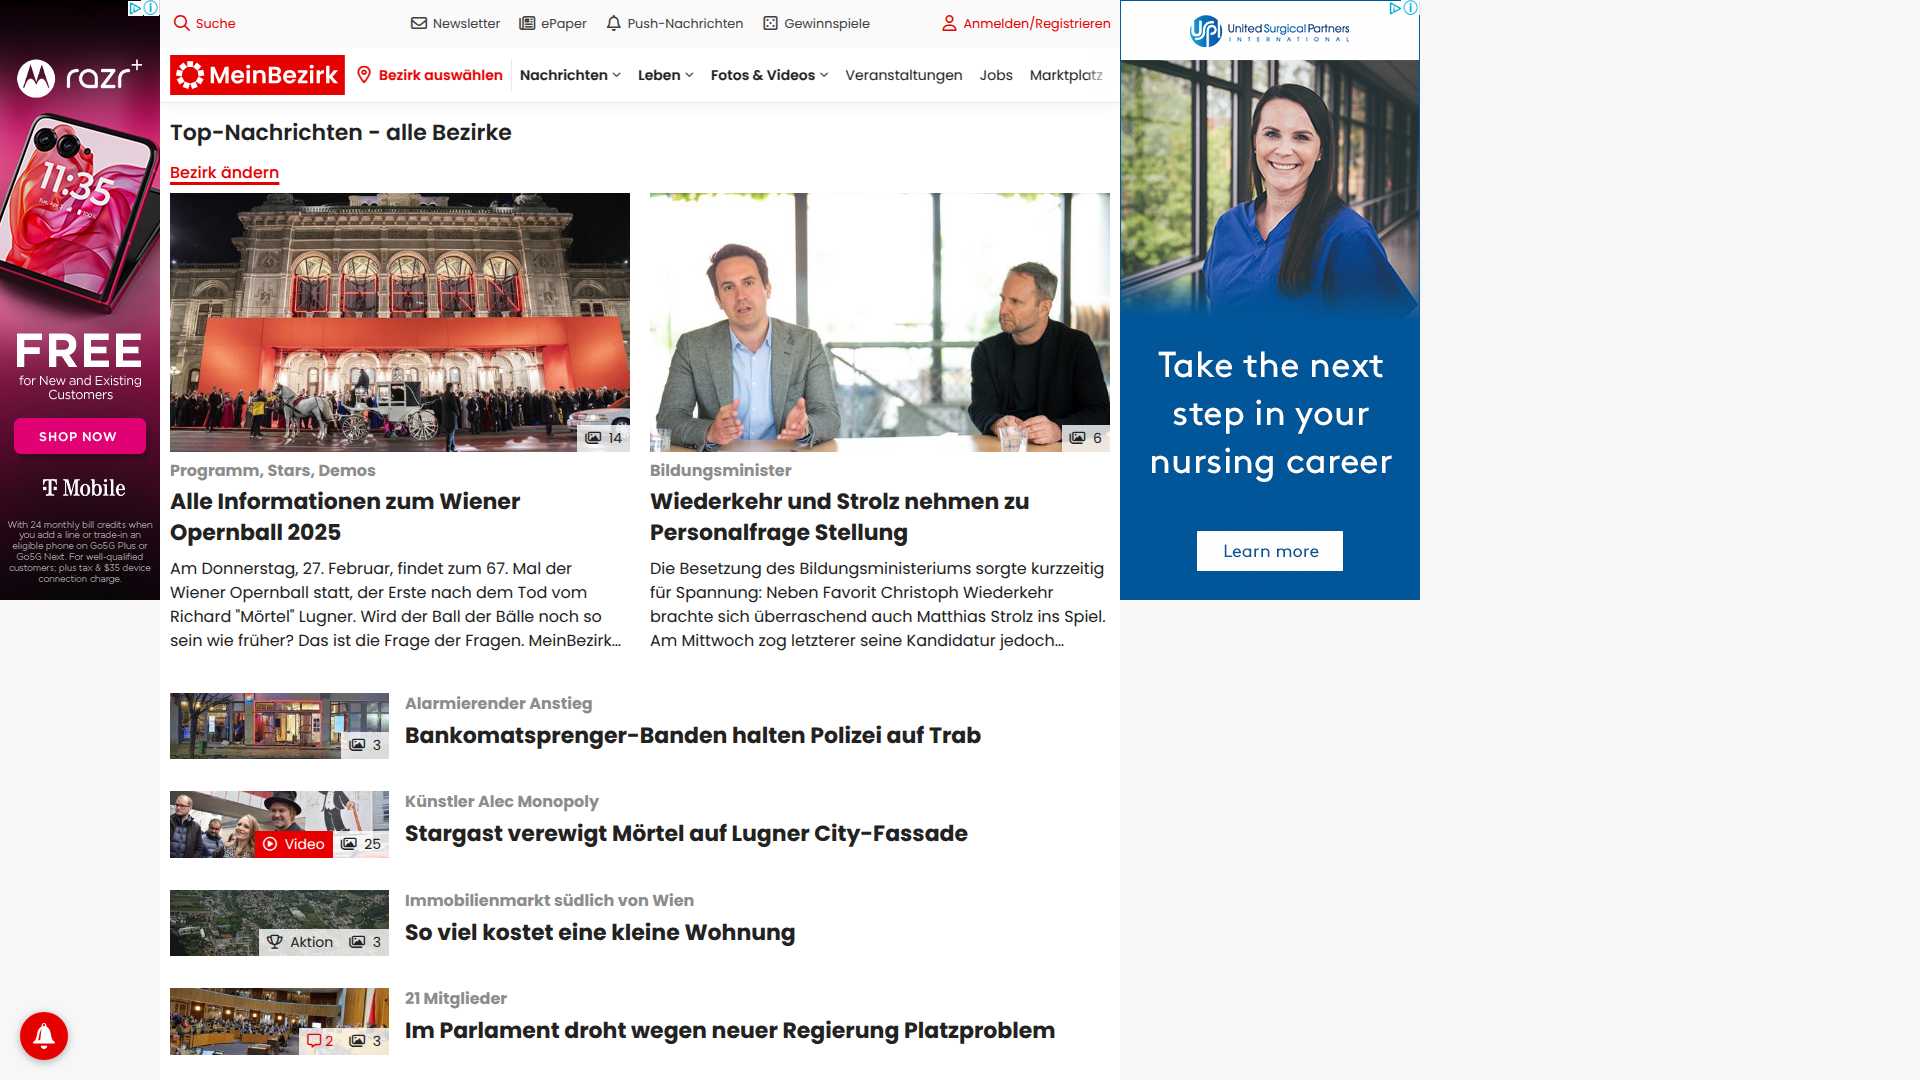 razr+
11:35
FREE
for New and Existing
Customers
SHOP NOW
T Mobile
With 24 monthly bill credits when
you add a line or trade-in an
eligible phone on Go5G Plus or
Go5G Next. For well-qualified
customers; plus tax & $35 device
connection charge.
Suche
Newsletter
ePaper
Push-Nachrichten
Gewinnspiele
Anmelden/Registrieren
MeinBezirk
Bezirk auswählen
Nachrichten
Leben
Fotos & Videos
Veranstaltungen
Jobs
Marktplatz
Top-Nachrichten - alle Bezirke
Bezirk ändern
14
Programm, Stars, Demos
Alle Informationen zum Wiener
Opernball 2025
Am Donnerstag, 27. Februar, findet zum 67. Mal der
Wiener Opernball statt, der Erste nach dem Tod vom
Richard "Mörtel" Lugner. Wird der Ball der Bälle noch so
sein wie früher? Das ist die Frage der Fragen. MeinBezirk...
6
Bildungsminister
Wiederkehr und Strolz nehmen zu
Personalfrage Stellung
Die Besetzung des Bildungsministeriums sorgte kurzzeitig
für Spannung: Neben Favorit Christoph Wiederkehr
brachte sich überraschend auch Matthias Strolz ins Spiel.
Am Mittwoch zog letzterer seine Kandidatur jedoch...
3
Alarmierender Anstieg
Bankomatsprenger-Banden halten Polizei auf Trab
Video
25
Künstler Alec Monopoly
Stargast verewigt Mörtel auf Lugner City-Fassade
Aktion
3
Immobilienmarkt südlich von Wien
So viel kostet eine kleine Wohnung
2
3
21 Mitglieder
Im Parlament droht wegen neuer Regierung Platzproblem
USPI
United Surgical Partners
INTERNATIONAL
Take the next
step in your
nursing career
Learn more